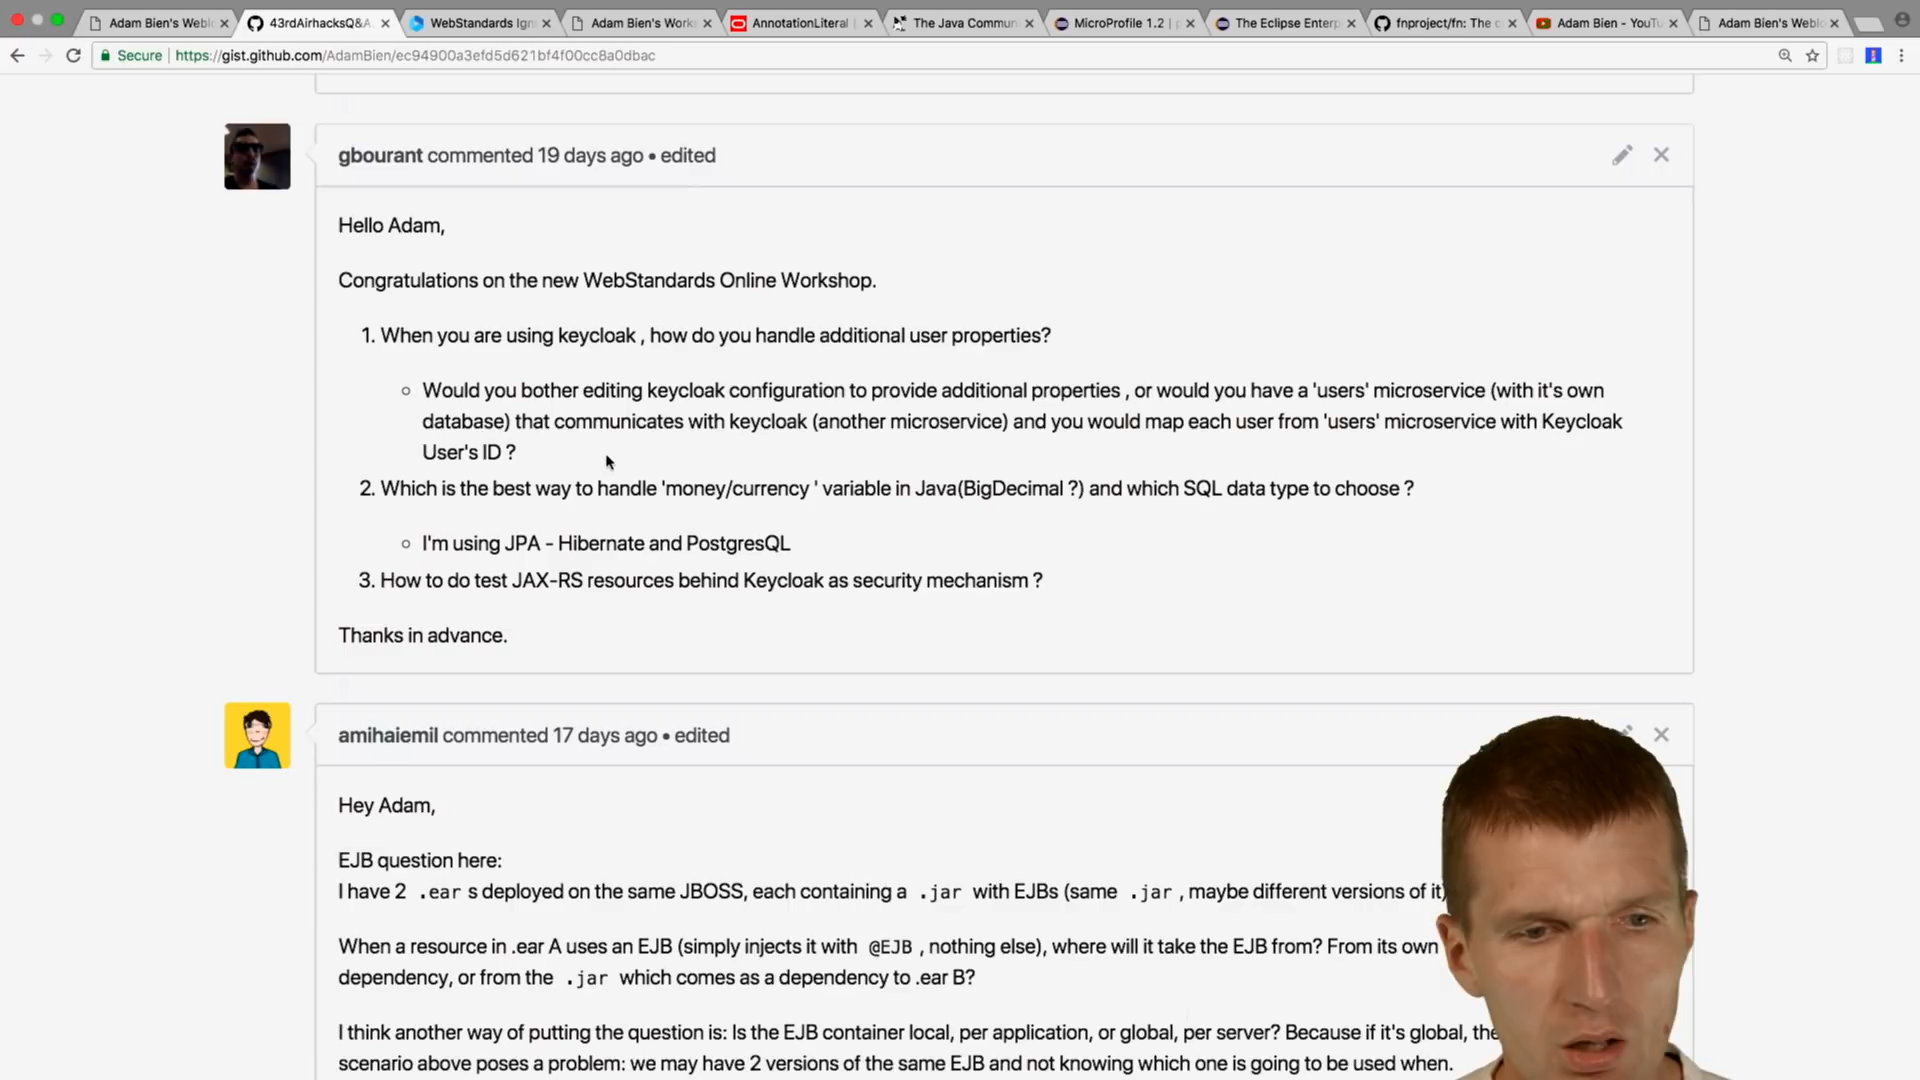 Adam Bien's Weblo
43rdAirhacksQ&A
WebStandards Igni
Adam Bien's Works
AnnotationLiteral
The Java Commun
MicroProfile 1.2 | p
The Eclipse Enterp
fnproject/fn: The c
Adam Bien - YouTu
Adam Bien's Weblo
Secure | https://gist.github.com/AdamBien/ec94900a3efd5d621bf4f00cc8a0dbac
gbourant commented 19 days ago • edited
Hello Adam,
Congratulations on the new WebStandards Online Workshop.
1. When you are using keycloak , how do you handle additional user properties?
Would you bother editing keycloak configuration to provide additional properties , or would you have a 'users' microservice (with it's own
database) that communicates with keycloak (another microservice) and you would map each user from 'users' microservice with Keycloak
User's ID ?
2. Which is the best way to handle 'money/currency ' variable in Java(BigDecimal ?) and which SQL data type to choose ?
I'm using JPA - Hibernate and PostgresQL
3. How to do test JAX-RS resources behind Keycloak as security mechanism ?
Thanks in advance.
amihaiemil commented 17 days ago • edited
Hey Adam,
EJB question here:
I have 2 .ear s deployed on the same JBOSS, each containing a .jar with EJBs (same .jar , maybe different versions of it)
When a resource in .ear A uses an EJB (simply injects it with @EJB , nothing else), where will it take the EJB from? From its own
dependency, or from the .jar which comes as a dependency to .ear B?
I think another way of putting the question is: Is the EJB container local, per application, or global, per server? Because if it's global, the
scenario above poses a problem: we may have 2 versions of the same EJB and not knowing which one is going to be used when.